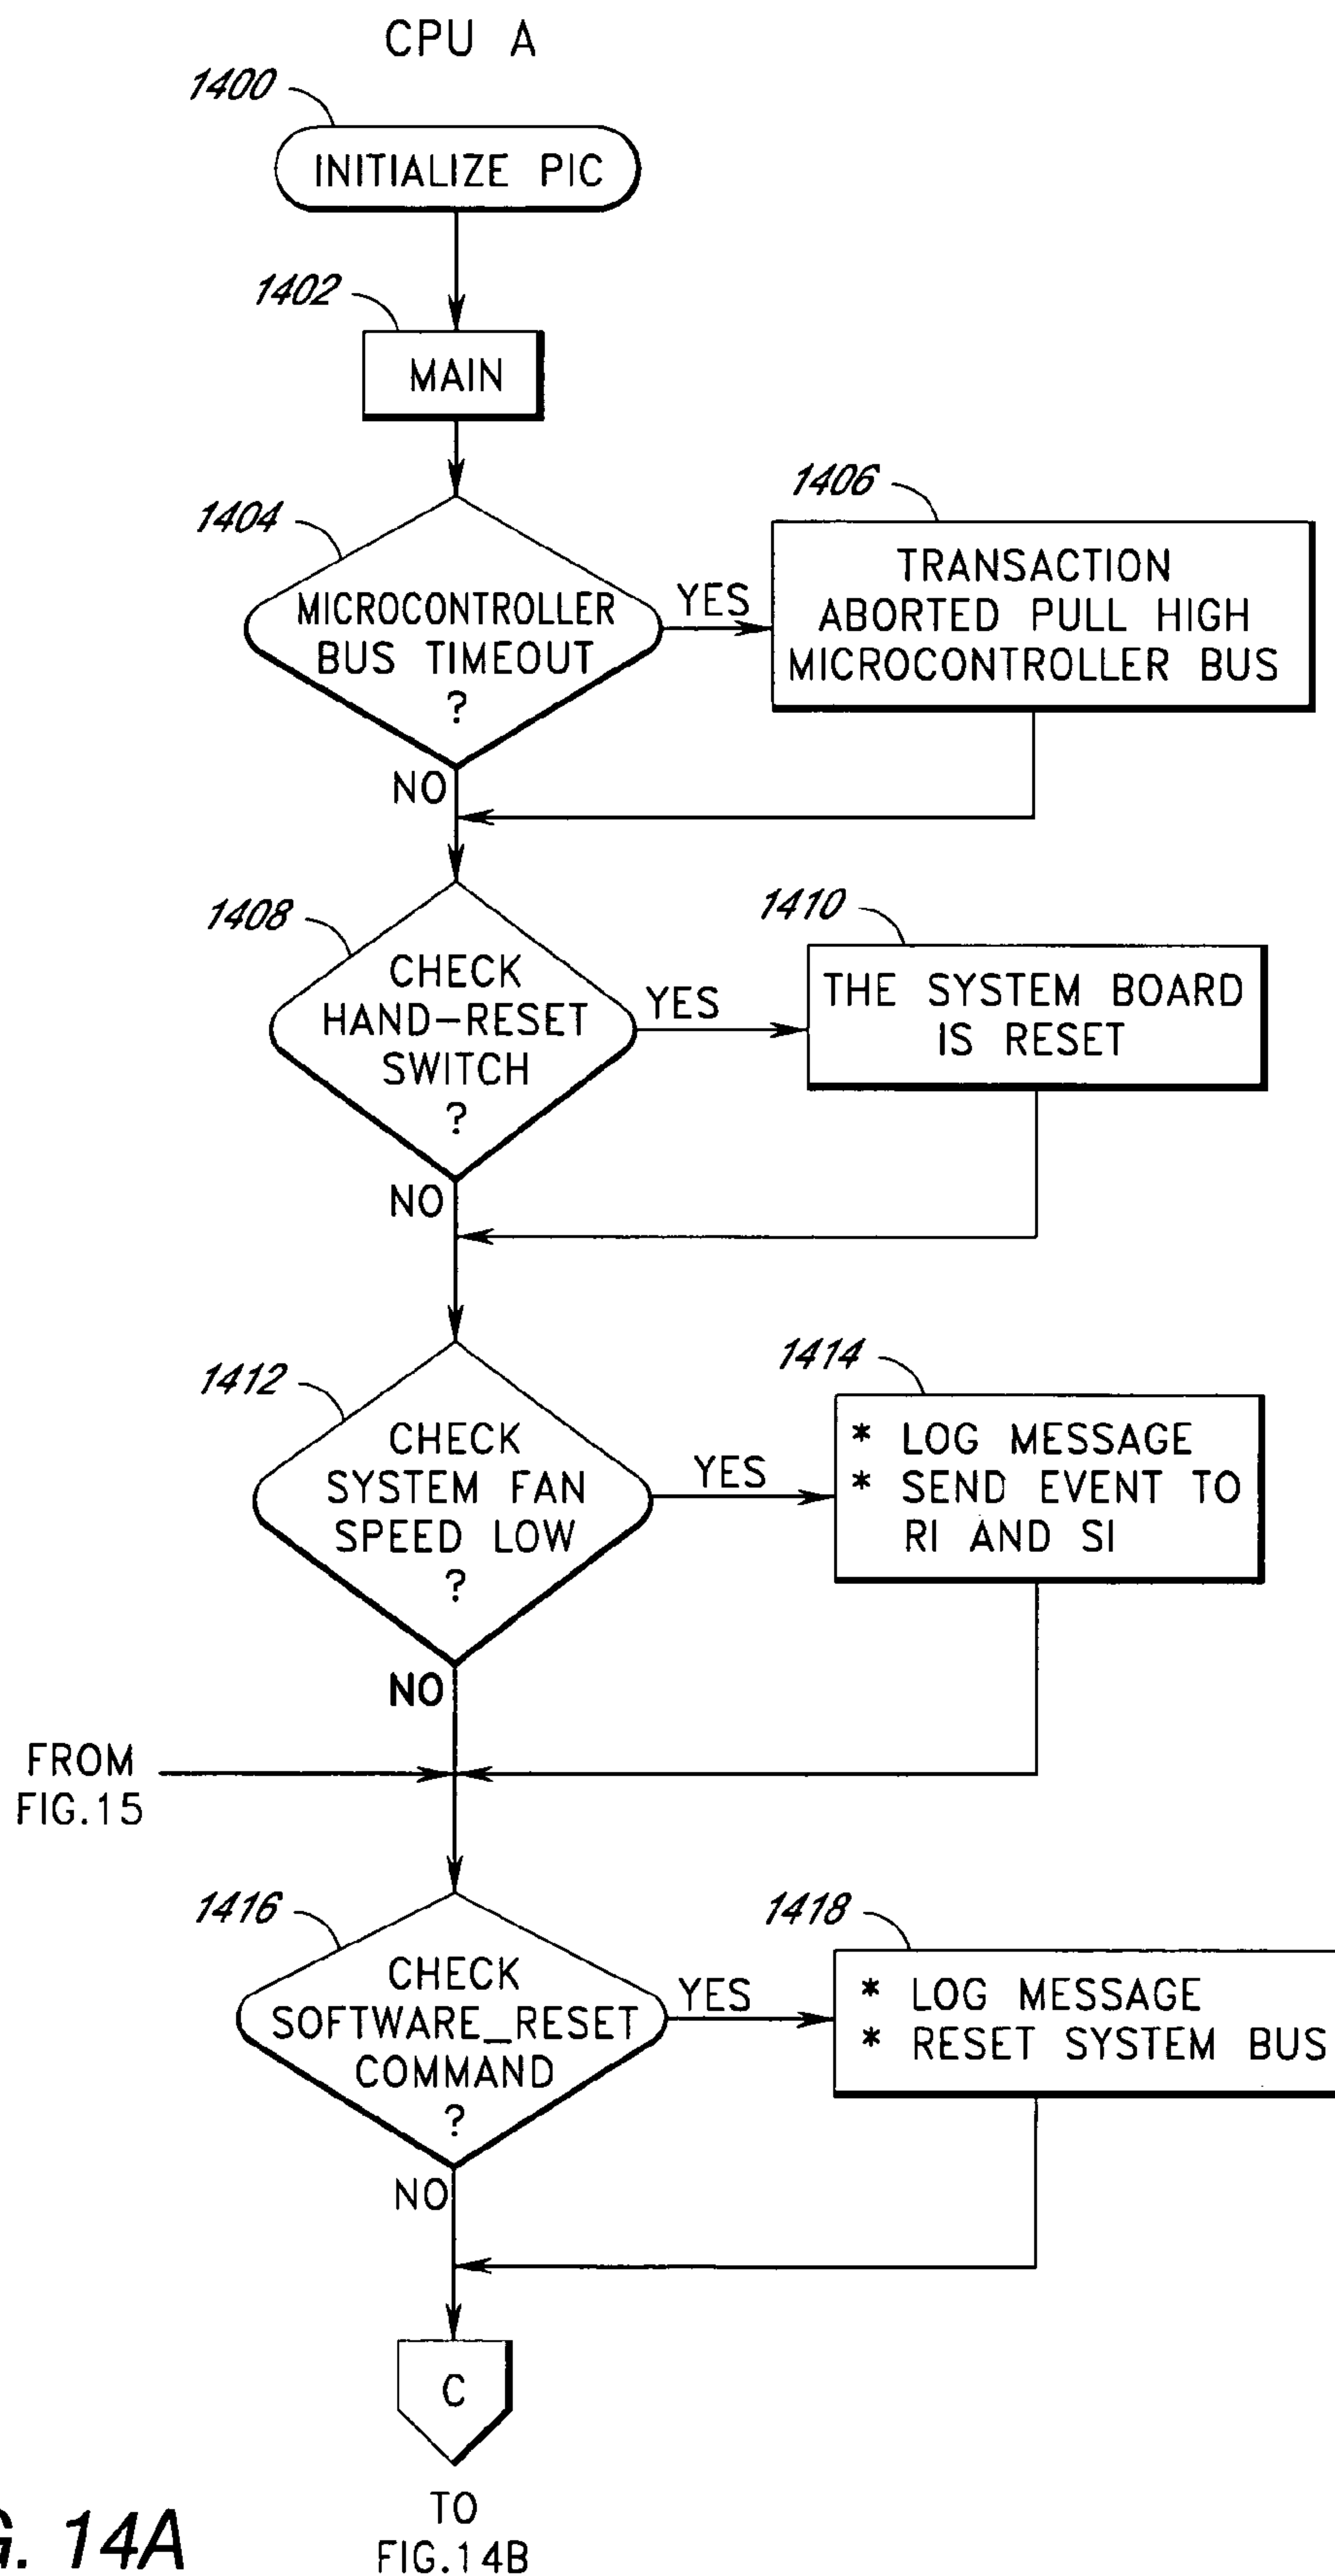 CPU A
1400
INITIALIZE PIC
1402
MAIN
1404
MICROCONTROLLER
BUS TIMEOUT
?
YES
NO
1406
TRANSACTION
ABORTED PULL HIGH
MICROCONTROLLER BUS
1408
CHECK
HAND-RESET
SWITCH
?
YES
NO
1410
THE SYSTEM BOARD
IS RESET
1412
CHECK
SYSTEM FAN
SPEED LOW
?
YES
NO
1414
* LOG MESSAGE
* SEND EVENT TO
RI AND SI
FROM
FIG.15
1416
CHECK
SOFTWARE_RESET
COMMAND
?
YES
NO
1418
* LOG MESSAGE
* RESET SYSTEM BUS
C
TO
FIG.14B
G. 14A